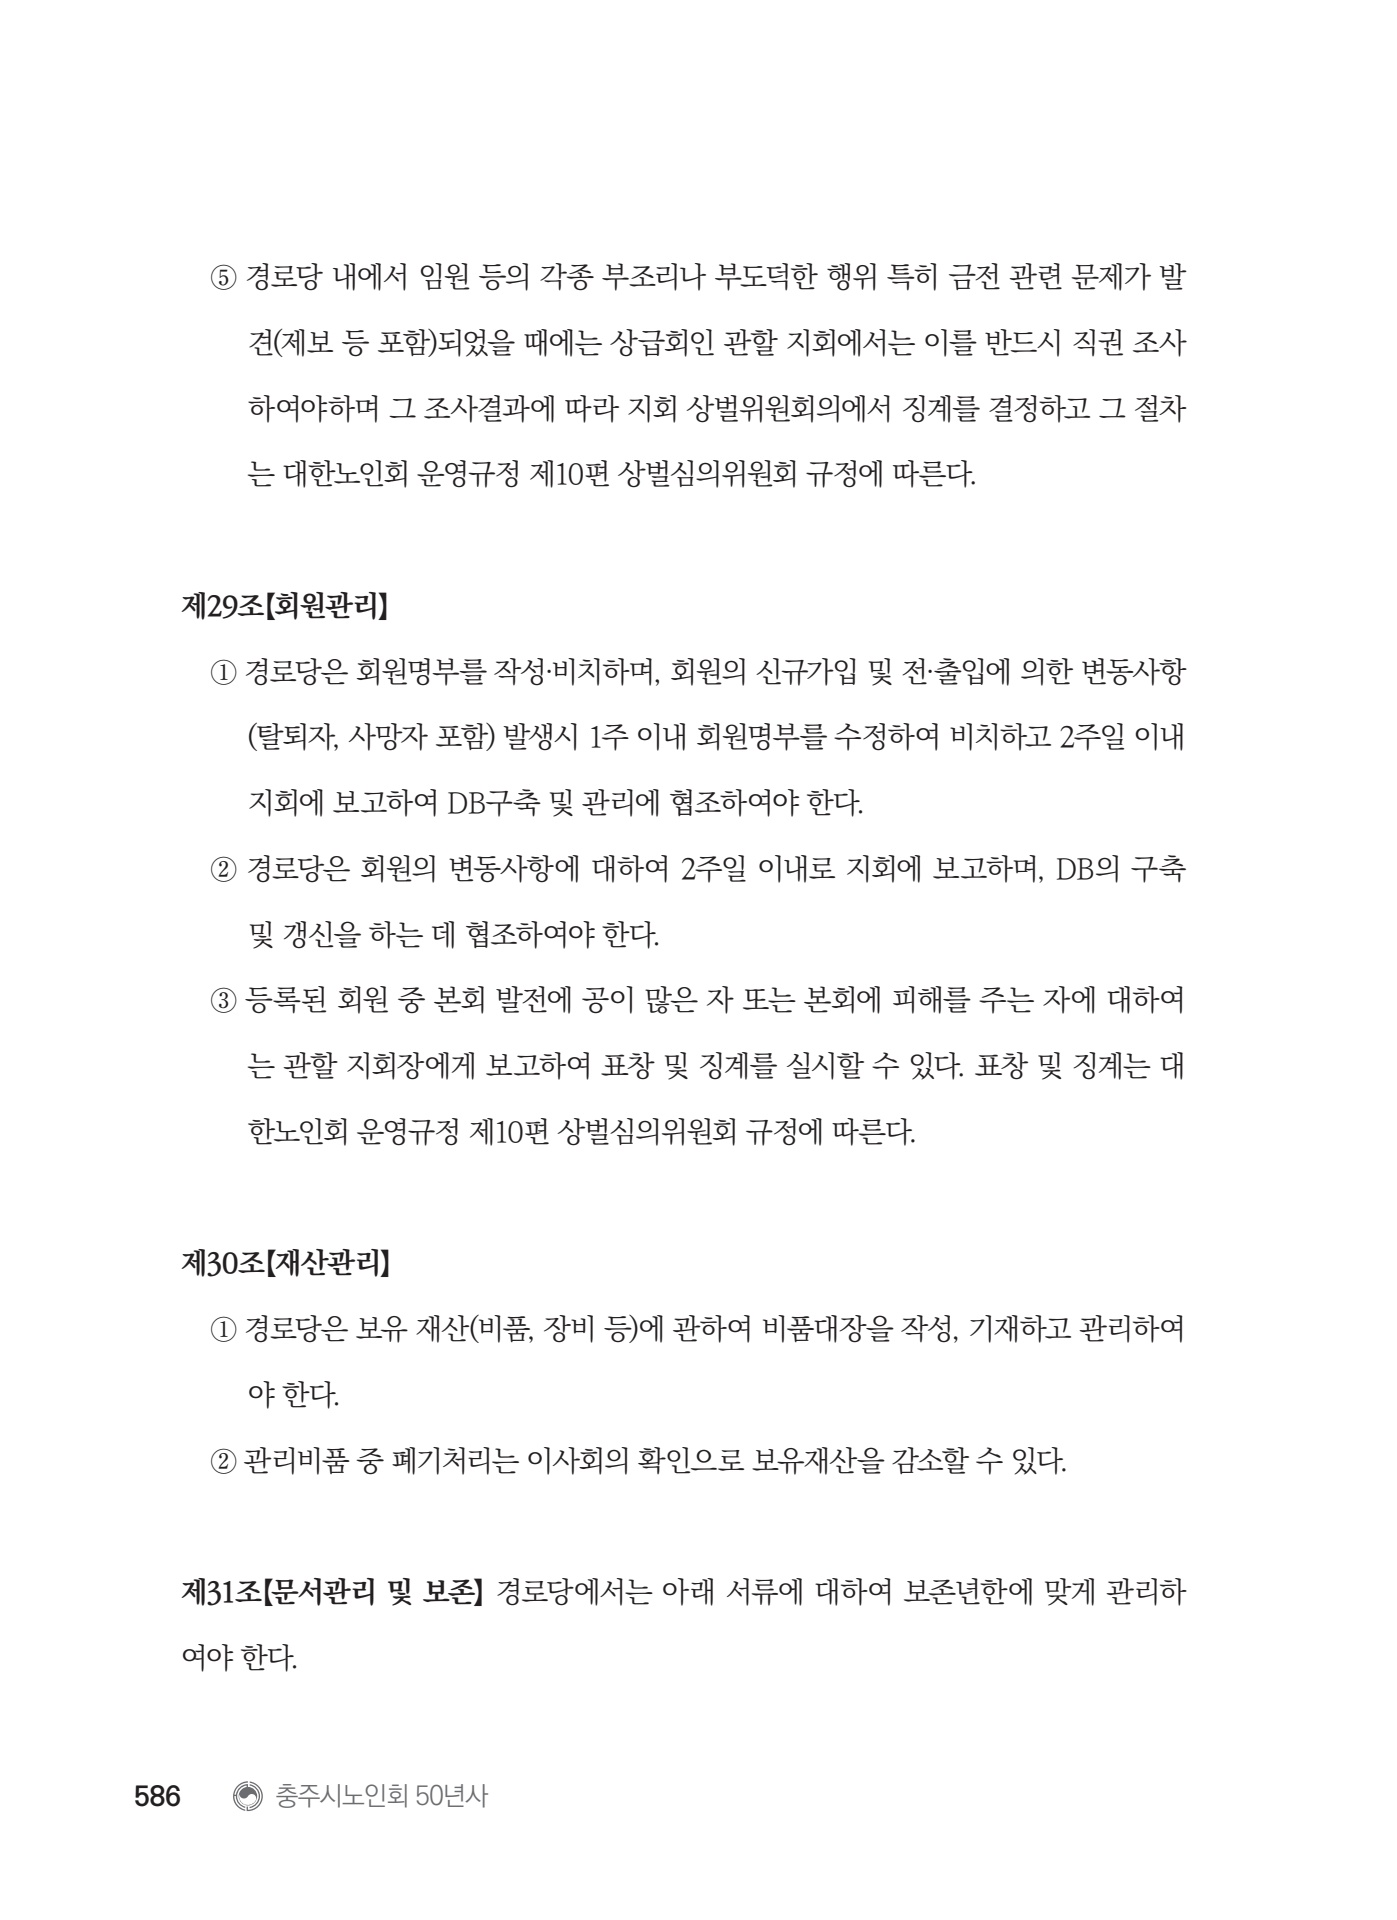 ⑤ 경로당 내에서 임원 등의 각종 부조리나 부도덕한 행위 특히 금전 관련 문제가 발
견(제보 등 포함)되었을 때에는 상급회인 관할 지회에서는 이를 반드시 직권 조사
하여야하며 그 조사결과에 따라 지회 상벌위원회의에서 징계를 결정하고 그 절차
는 대한노인회 운영규정 제10편 상벌심의위원회 규정에 따른다.
제29조【회원관리】
① 경로당은 회원명부를 작성·비치하며, 회원의 신규가입 및 전·출입에 의한 변동사항
(탈퇴자, 사망자 포함) 발생시 1주 이내 회원명부를 수정하여 비치하고 2주일 이내
지회에 보고하여 DB구축 및 관리에 협조하여야 한다.
② 경로당은 회원의 변동사항에 대하여 2주일 이내로 지회에 보고하며, DB의 구축
및 갱신을 하는 데 협조하여야 한다.
③ 등록된 회원 중 본회 발전에 공이 많은 자 또는 본회에 피해를 주는 자에 대하여
는 관할 지회장에게 보고하여 표창 및 징계를 실시할 수 있다. 표창 및 징계는 대
한노인회 운영규정 제10편 상벌심의위원회 규정에 따른다.
제30조【재산관리】
① 경로당은 보유 재산(비품, 장비 등)에 관하여 비품대장을 작성, 기재하고 관리하여
야 한다.
② 관리비품 중 폐기처리는 이사회의 확인으로 보유재산을 감소할 수 있다.
제31조【문서관리 및 보존】 경로당에서는 아래 서류에 대하여 보존년한에 맞게 관리하
여야 한다.
586 충주시노인회 50년사